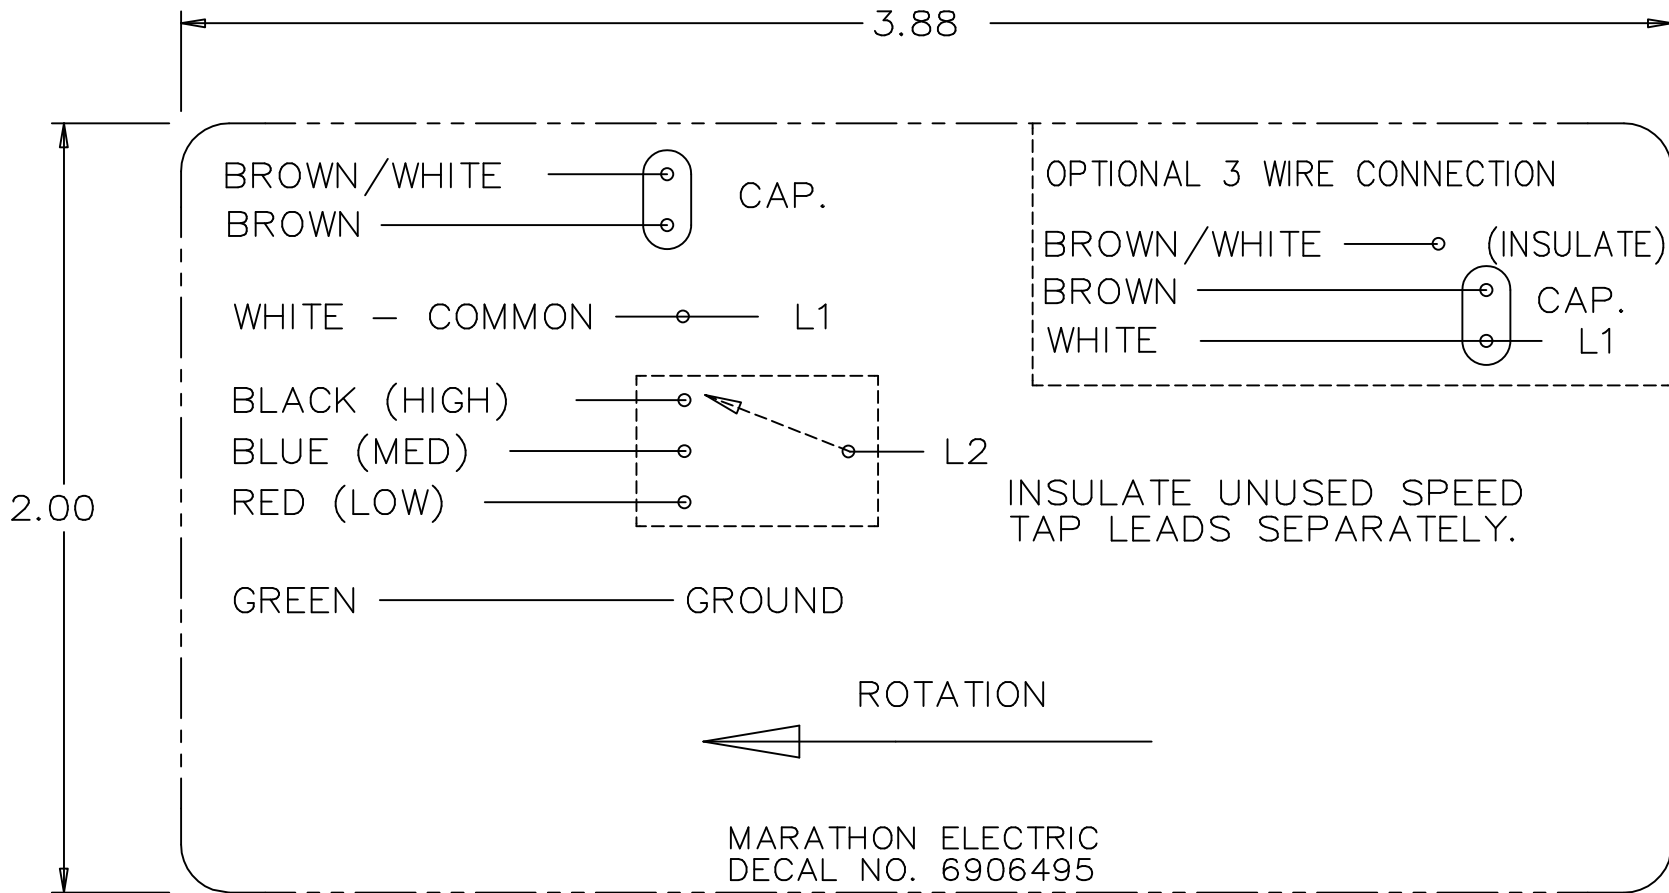 3.88
BROWN/WHITE
BROWN
CAP.
WHITE - COMMON L1
BLACK (HIGH)
BLUE (MED)
RED (LOW)
L2
GREEN GROUND
OPTIONAL 3 WIRE CONNECTION
BROWN/WHITE (INSULATE)
BROWN
CAP.
WHITE L1
INSULATE UNUSED SPEED
TAP LEADS SEPARATELY.
2.00
ROTATION
MARATHON ELECTRIC
DECAL NO. 6906495